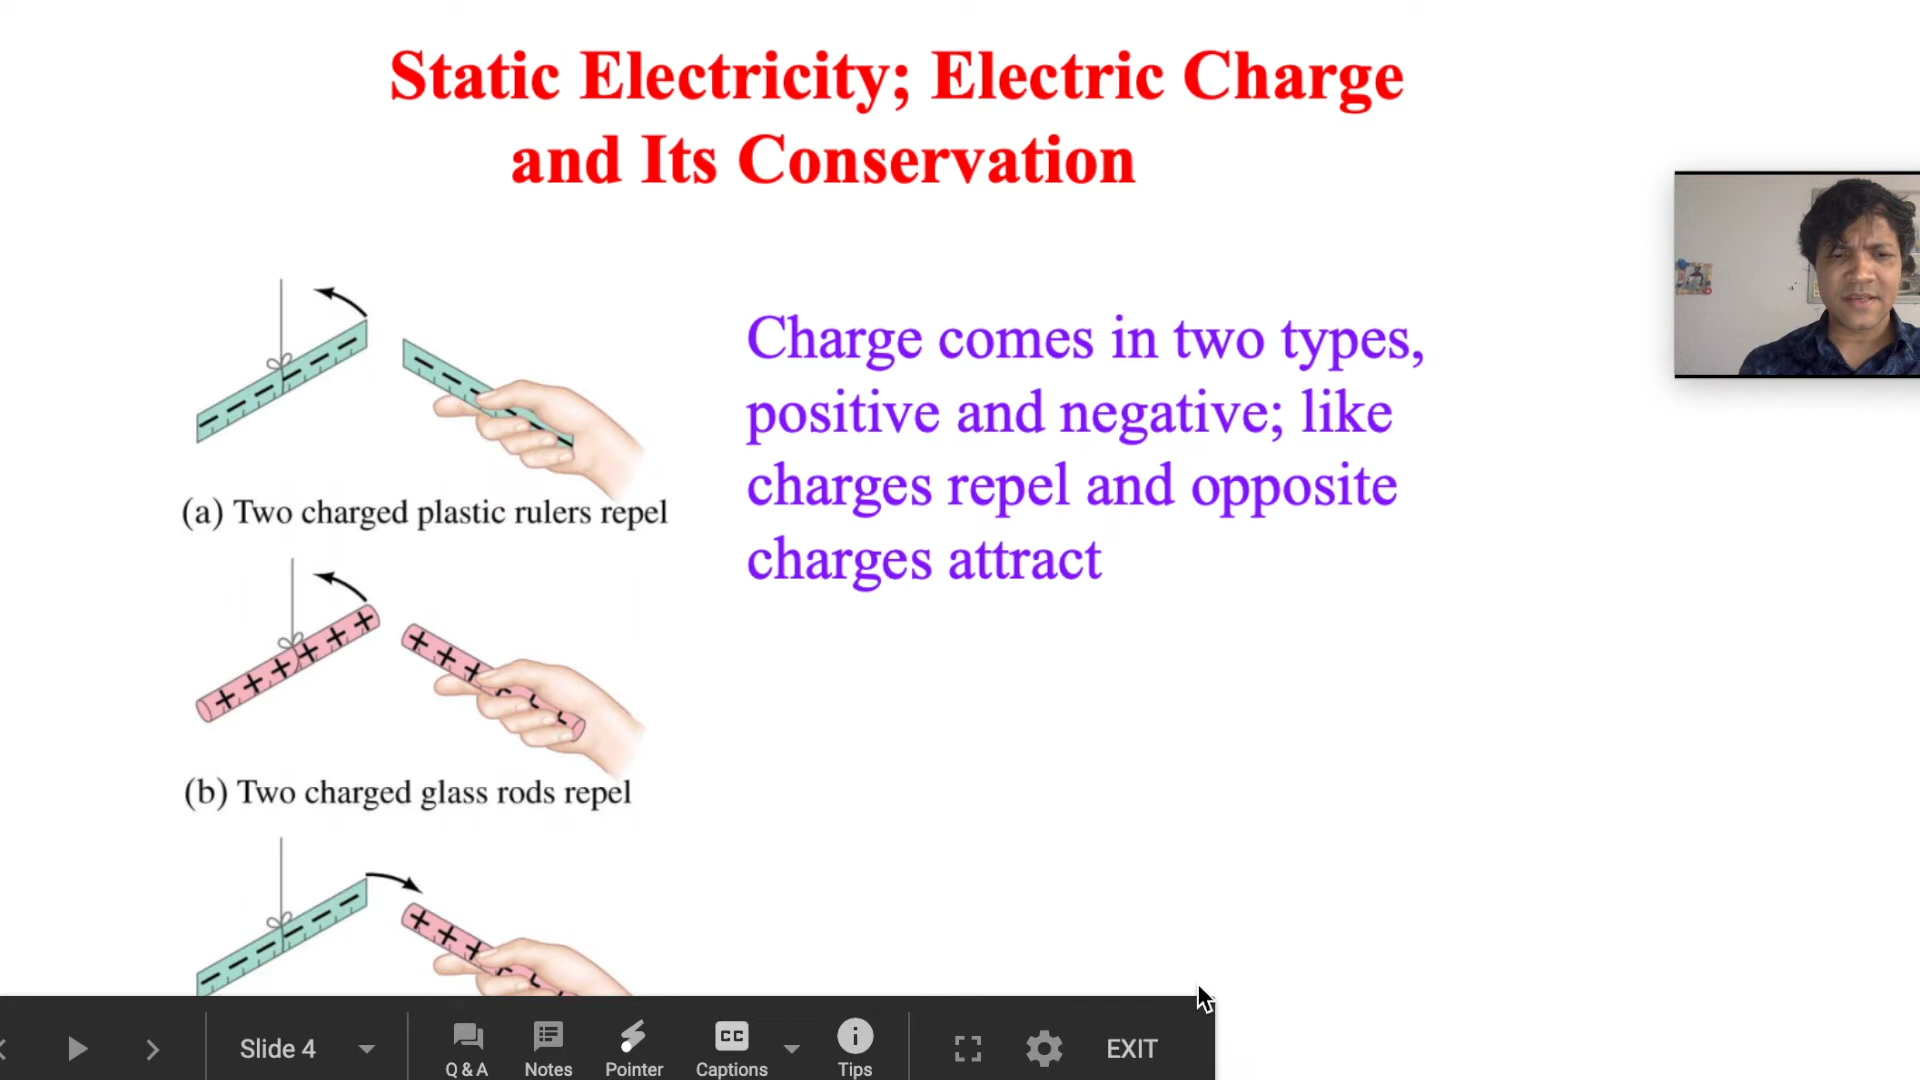 Static Electricity; Electric Charge
and Its Conservation
Charge comes in two types,
positive and negative; like
charges repel and opposite
charges attract
(a) Two charged plastic rulers repel
(b) Two charged glass rods repel
Slide 4
Q & A
Notes
Pointer
CC
Captions
Tips
EXIT